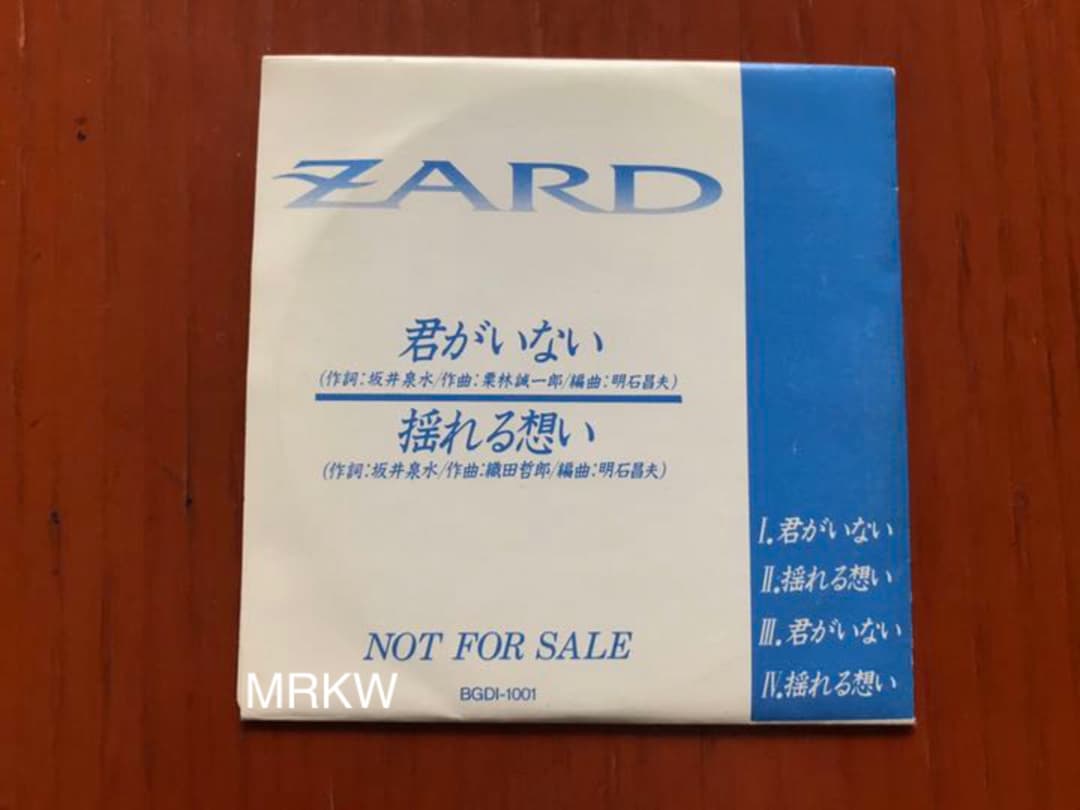 ZARD
君がいない
(作詞:坂井泉水/作曲:栗林誠一郎/編曲:明石昌夫)
揺れる想い
(作詞:坂井泉水/作曲:織田哲郎/編曲:明石昌夫)
NOT FOR SALE
BGDI-1001
MRKW
I.君がいない
II.揺れる想い
III.君がいない
IV.揺れる想い